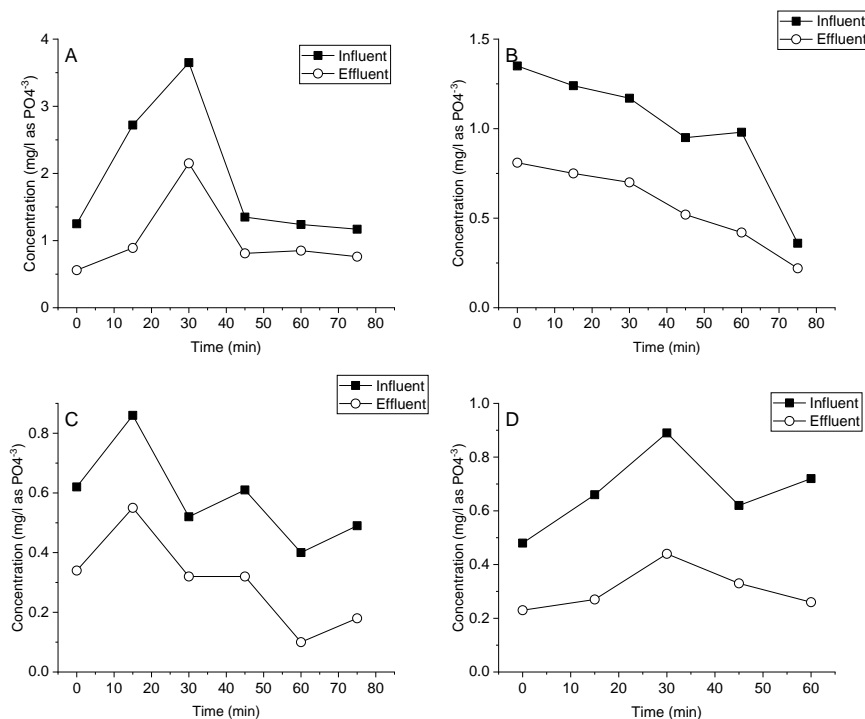 A
Influent
Effluent
4
3
2
1
0
Concentration (mg/l as PO4⁻³)
0 10 20 30 40 50 60 70 80
Time (min)
B
Influent
Effluent
1.5
1.0
0.5
0.0
Concentration (mg/l as PO4⁻³)
0 10 20 30 40 50 60 70 80
Time (min)
C
Influent
Effluent
0.8
0.6
0.4
0.2
0.0
Concentration (mg/l as PO4⁻³)
0 10 20 30 40 50 60 70 80
Time (min)
D
Influent
Effluent
1.0
0.8
0.6
0.4
0.2
0.0
Concentration (mg/l as PO4⁻³)
0 10 20 30 40 50 60
Time (min)